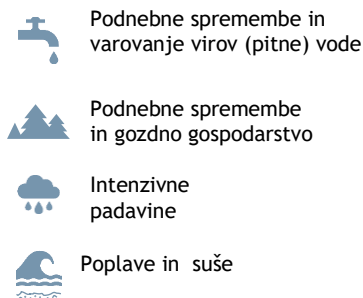 Podnebne spremembe in
varovanje virov (pitne) vode
Podnebne spremembe
in gozdno gospodarstvo
Intenzivne
padavine
Poplave in suše